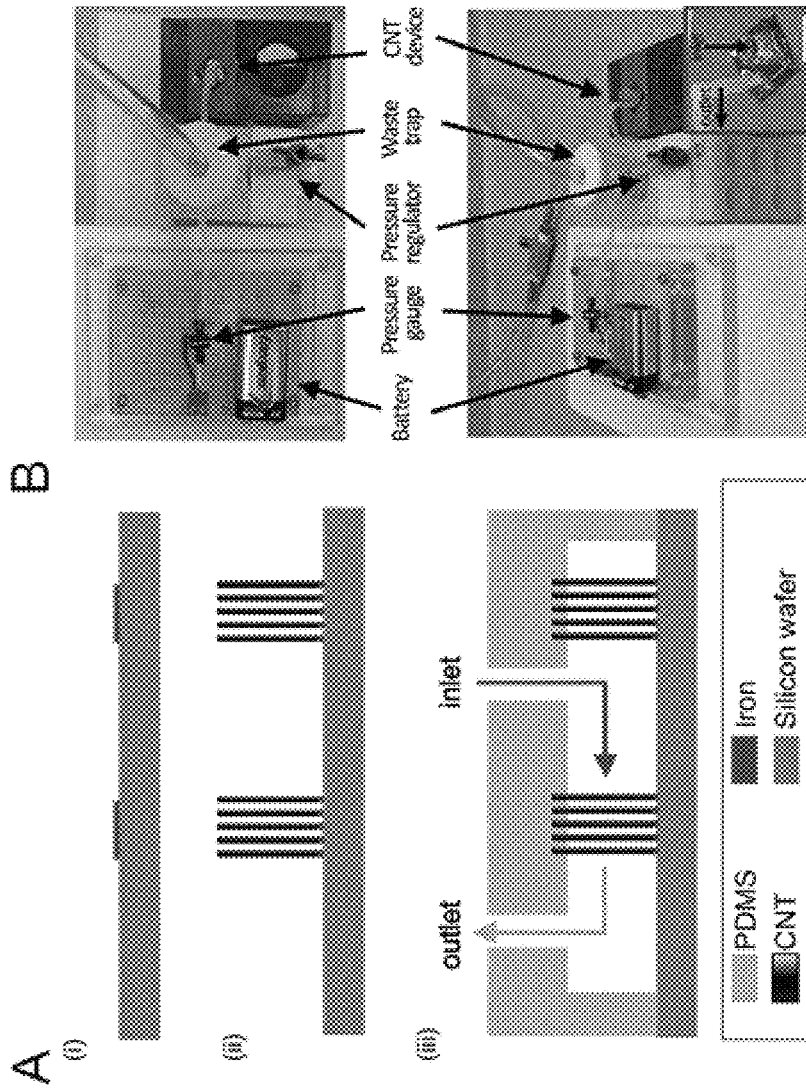 A
(i)
(ii)
(iii)
outlet
inlet
PDMS
Iron
CNT
Silicon wafer
B
Battery
Pressure
gauge
Pressure
regulator
Waste
trap
CNT
device